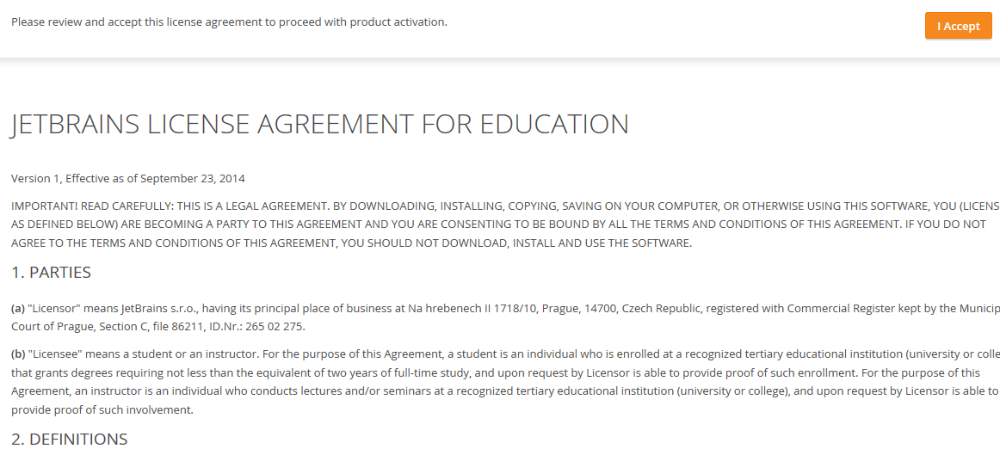 Please review and accept this license agreement to proceed with product activation.
I Accept
JETBRAINS LICENSE AGREEMENT FOR EDUCATION
Version 1, Effective as of September 23, 2014
IMPORTANT! READ CAREFULLY: THIS IS A LEGAL AGREEMENT. BY DOWNLOADING, INSTALLING, COPYING, SAVING ON YOUR COMPUTER, OR OTHERWISE USING THIS SOFTWARE, YOU (LICENS
AS DEFINED BELOW) ARE BECOMING A PARTY TO THIS AGREEMENT AND YOU ARE CONSENTING TO BE BOUND BY ALL THE TERMS AND CONDITIONS OF THIS AGREEMENT. IF YOU DO NOT
AGREE TO THE TERMS AND CONDITIONS OF THIS AGREEMENT, YOU SHOULD NOT DOWNLOAD, INSTALL AND USE THE SOFTWARE.
1. PARTIES
(a) "Licensor" means JetBrains s.r.o., having its principal place of business at Na hrebenech II 1718/10, Prague, 14700, Czech Republic, registered with Commercial Register kept by the Municip
Court of Prague, Section C, file 86211, ID.Nr.: 265 02 275.
(b) "Licensee" means a student or an instructor. For the purpose of this Agreement, a student is an individual who is enrolled at a recognized tertiary educational institution (university or colle
that grants degrees requiring not less than the equivalent of two years of full-time study, and upon request by Licensor is able to provide proof of such enrollment. For the purpose of this
Agreement, an instructor is an individual who conducts lectures and/or seminars at a recognized tertiary educational institution (university or college), and upon request by Licensor is able to
provide proof of such involvement.
2. DEFINITIONS